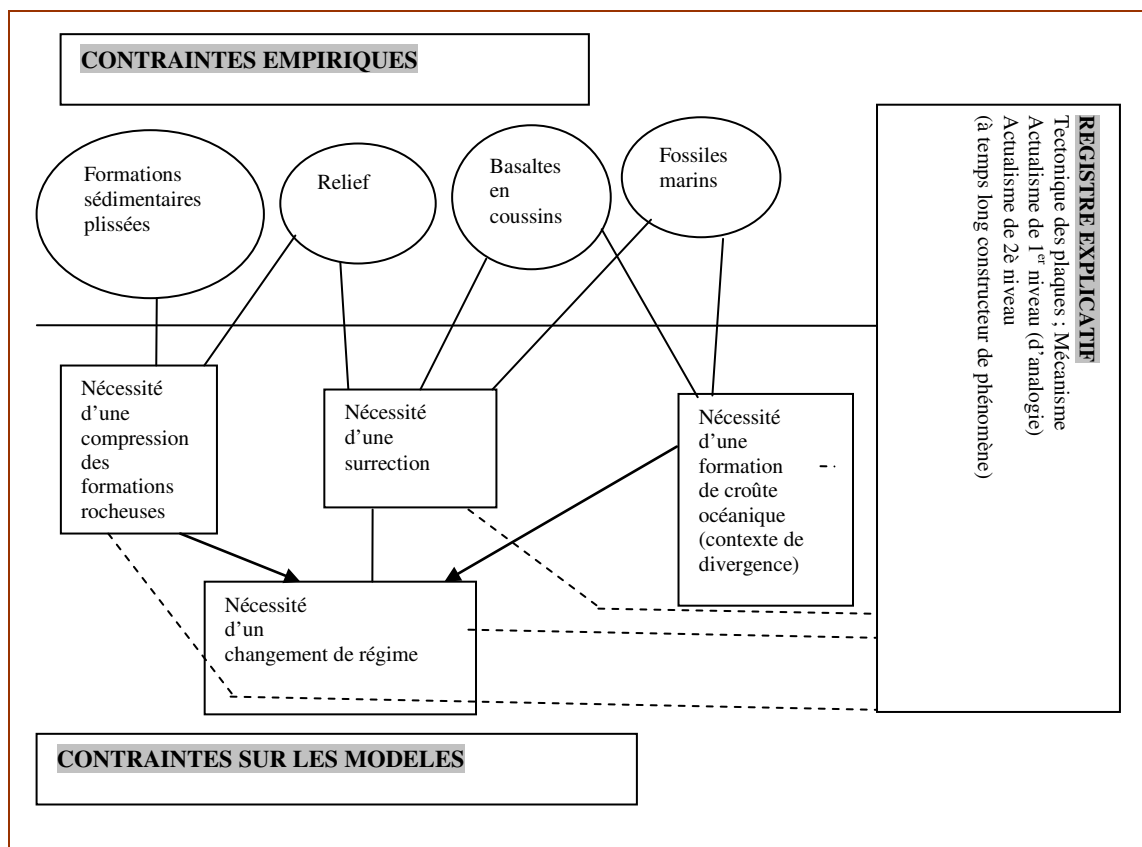 CONTRAINTES EMPIRIQUES
Formations
sédimentaires
plissées
Relief
Basaltes
en
coussins
Fossiles
marins
REGISTRE EXPLICATIF
Tectonique des plaques ; Mécanisme
Actualisme de 1er niveau (d'analogie)
Actualisme de 2è niveau
(à temps long constructeur de phénomène)
Nécessité
d'une
compression
des
formations
rocheuses
Nécessité
d'une
surrection
Nécessité
d'une
formation
de croûte
océanique
(contexte de
divergence)
Nécessité
d'un
changement de régime
CONTRAINTES SUR LES MODELES